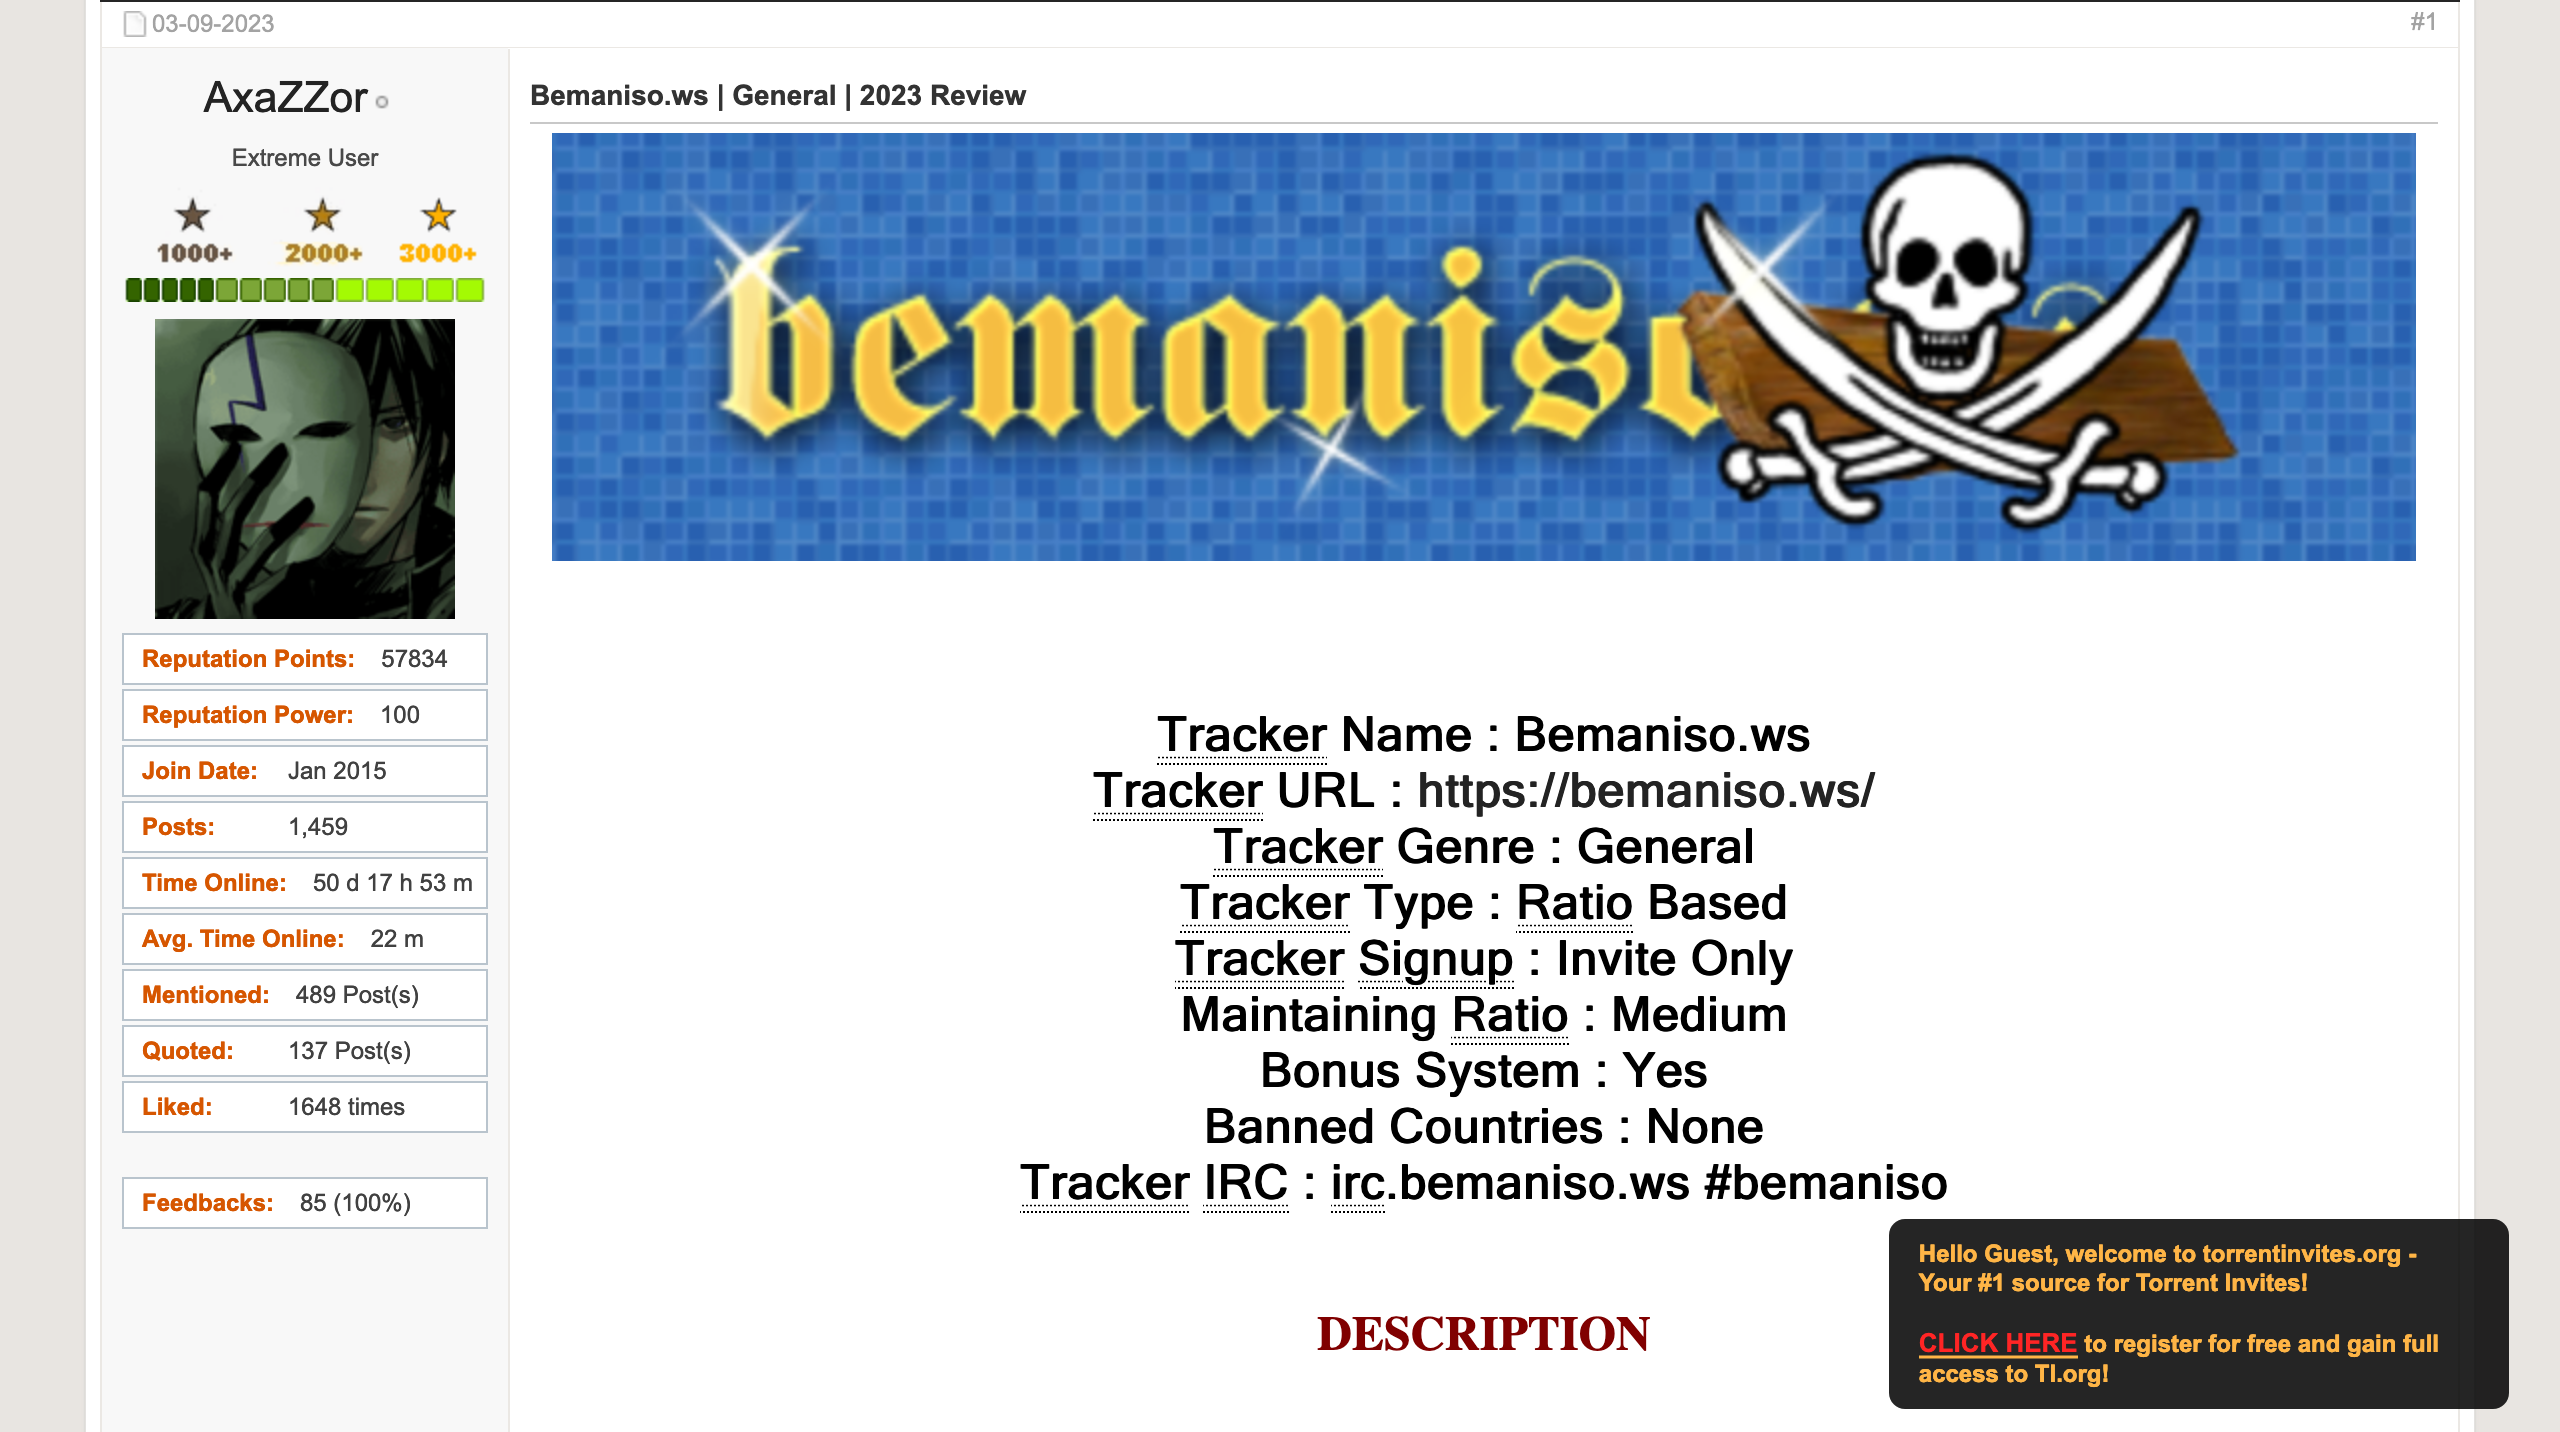 03-09-2023
#1
AxaZZor
Extreme User
1000+ 2000+ 3000+
Reputation Points: 57834
Reputation Power: 100
Join Date: Jan 2015
Posts: 1,459
Time Online: 50 d 17 h 53 m
Avg. Time Online: 22 m
Mentioned: 489 Post(s)
Quoted: 137 Post(s)
Liked: 1648 times
Feedbacks: 85 (100%)
Bemaniso.ws | General | 2023 Review
bemaniso
Tracker Name : Bemaniso.ws
Tracker URL : https://bemaniso.ws/
Tracker Genre : General
Tracker Type : Ratio Based
Tracker Signup : Invite Only
Maintaining Ratio : Medium
Bonus System : Yes
Banned Countries : None
Tracker IRC : irc.bemaniso.ws #bemaniso
DESCRIPTION
Hello Guest, welcome to torrentinvites.org -
Your #1 source for Torrent Invites!
CLICK HERE to register for free and gain full
access to TI.org!